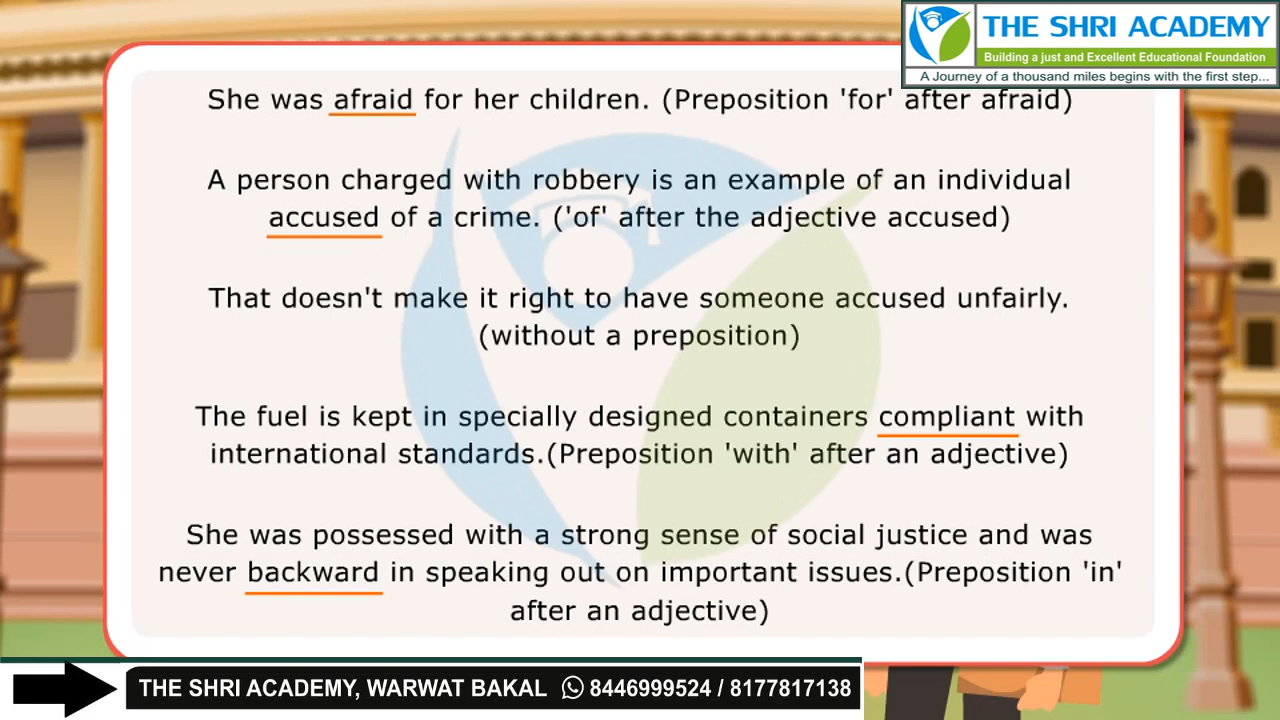 THE SHRI ACADEMY
Building a just and Excellent Educational Foundation
A Journey of a thousand miles begins with the first step...
She was afraid for her children. (Preposition 'for' after afraid)
A person charged with robbery is an example of an individual
accused of a crime. ('of' after the adjective accused)
That doesn't make it right to have someone accused unfairly.
(without a preposition)
The fuel is kept in specially designed containers compliant with
international standards.(Preposition 'with' after an adjective)
She was possessed with a strong sense of social justice and was
never backward in speaking out on important issues.(Preposition 'in'
after an adjective)
THE SHRI ACADEMY, WARWAT BAKAL 8446999524 / 8177817138